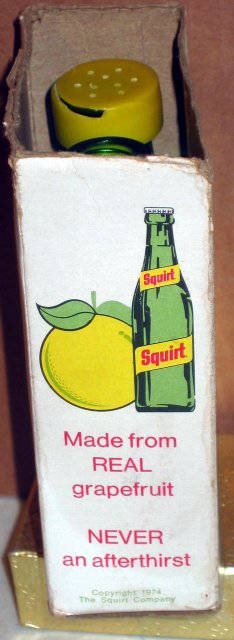 Squirt
Squirt
Made from
REAL
grapefruit
NEVER
an afterthirst
Copyright 1974
The Squirt Company